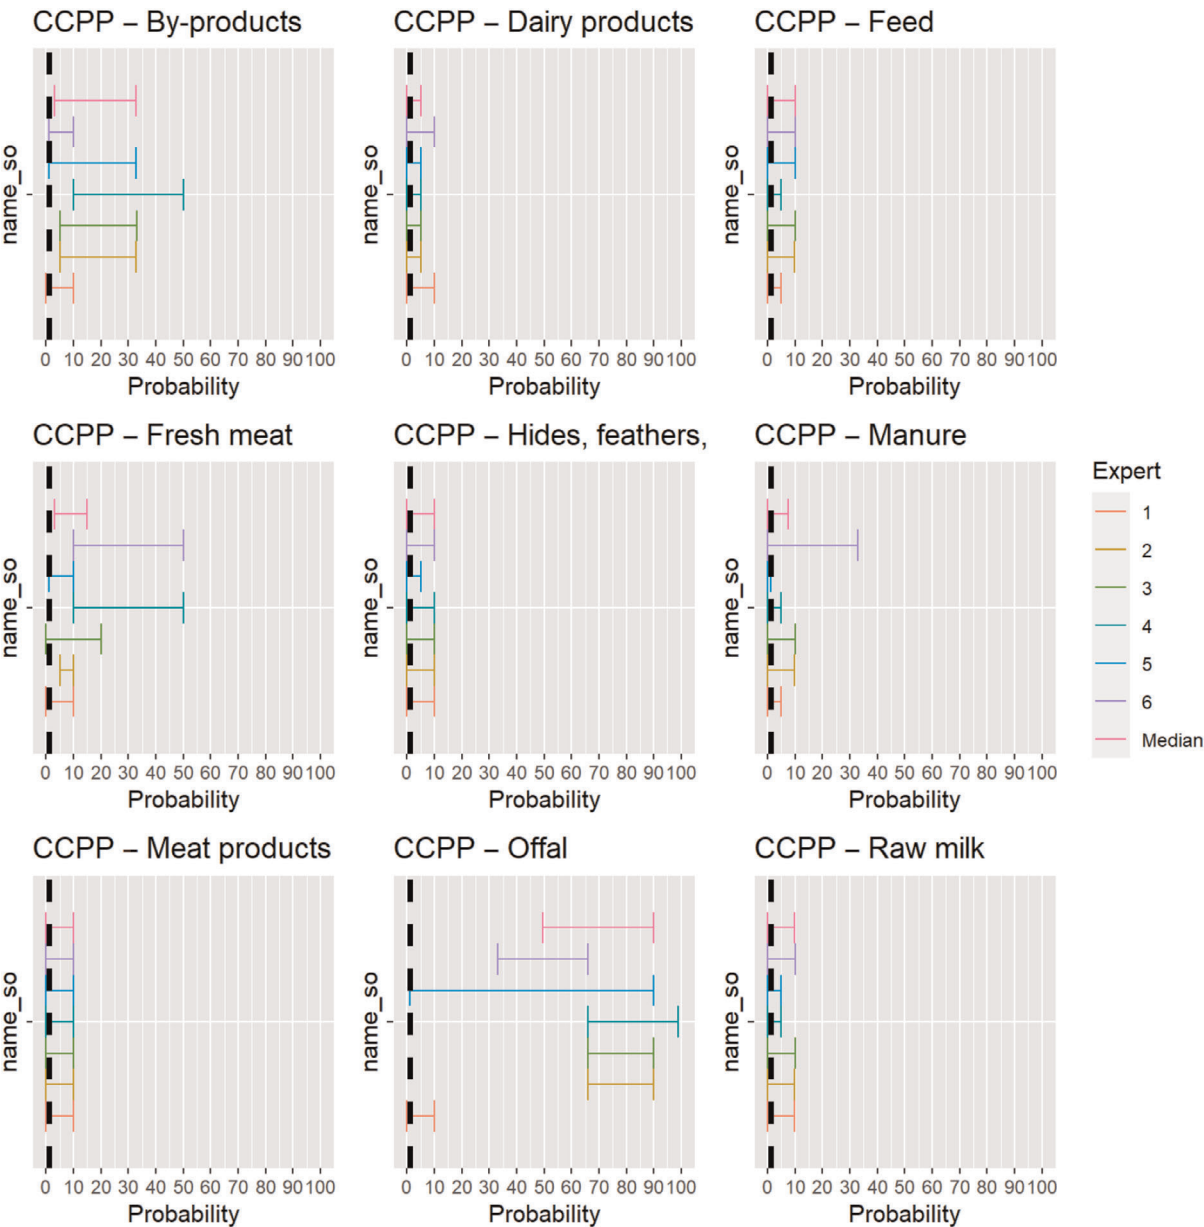 CCPP – By-products
CCPP – Dairy products
CCPP – Feed
name_so
name_so
name_so
0 10 20 30 40 50 60 70 80 90 100
0 10 20 30 40 50 60 70 80 90 100
0 10 20 30 40 50 60 70 80 90 100
Probability
Probability
Probability
CCPP – Fresh meat
CCPP – Hides, feathers,
CCPP – Manure
name_so
name_so
name_so
0 10 20 30 40 50 60 70 80 90 100
0 10 20 30 40 50 60 70 80 90 100
0 10 20 30 40 50 60 70 80 90 100
Probability
Probability
Probability
Expert
1
2
3
4
5
6
Median
CCPP – Meat products
CCPP – Offal
CCPP – Raw milk
name_so
name_so
name_so
0 10 20 30 40 50 60 70 80 90 100
0 10 20 30 40 50 60 70 80 90 100
0 10 20 30 40 50 60 70 80 90 100
Probability
Probability
Probability